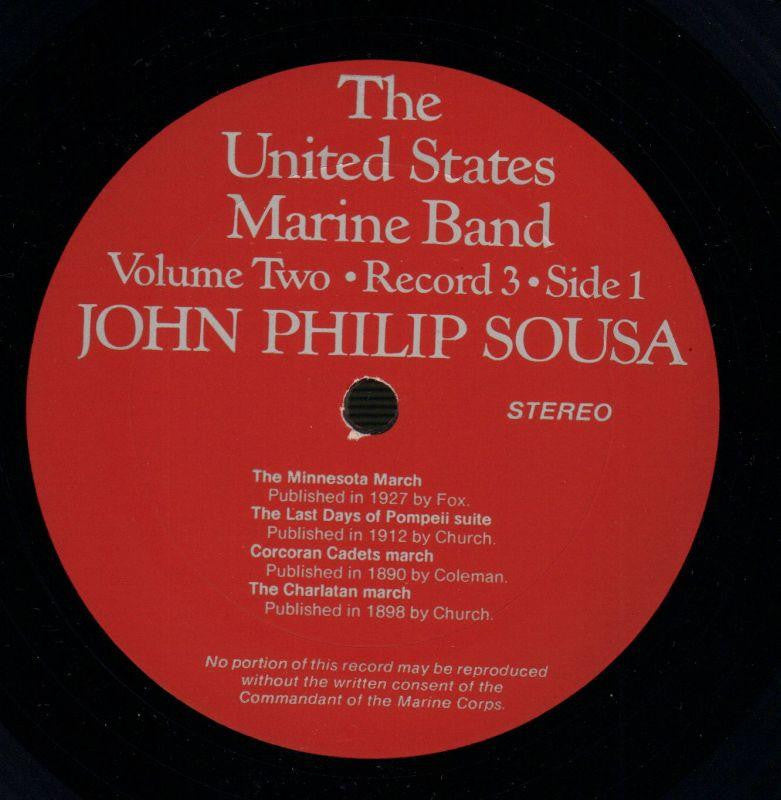 The
United States
Marine Band
Volume Two • Record 3 • Side 1
JOHN PHILIP SOUSA
STEREO
The Minnesota March
Published in 1927 by Fox.
The Last Days of Pompeii suite
Published in 1912 by Church.
Corcoran Cadets march
Published in 1890 by Coleman.
The Charlatan march
Published in 1898 by Church.
No portion of this record may be reproduced
without the written consent of the
Commandant of the Marine Corps.